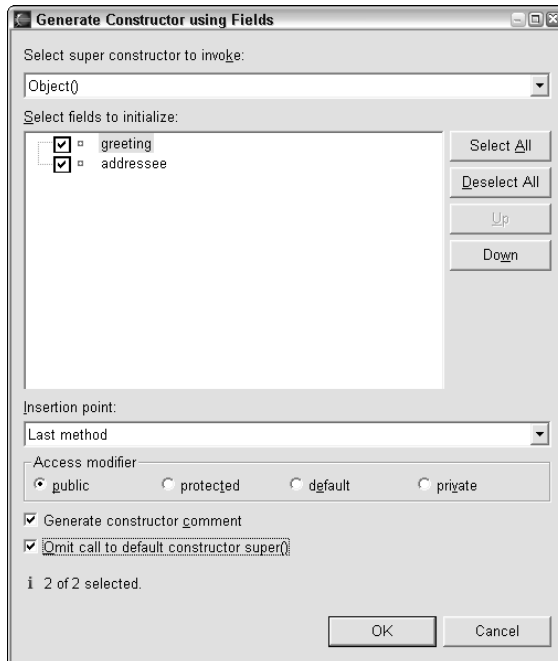 Generate Constructor using Fields
Select super constructor to invoke:
Object()
Select fields to initialize:
greeting
addressee
Select All
Deselect All
Up
Down
Insertion point:
Last method
Access modifier
public protected default private
Generate constructor comment
Omit call to default constructor super()
i 2 of 2 selected.
OK Cancel